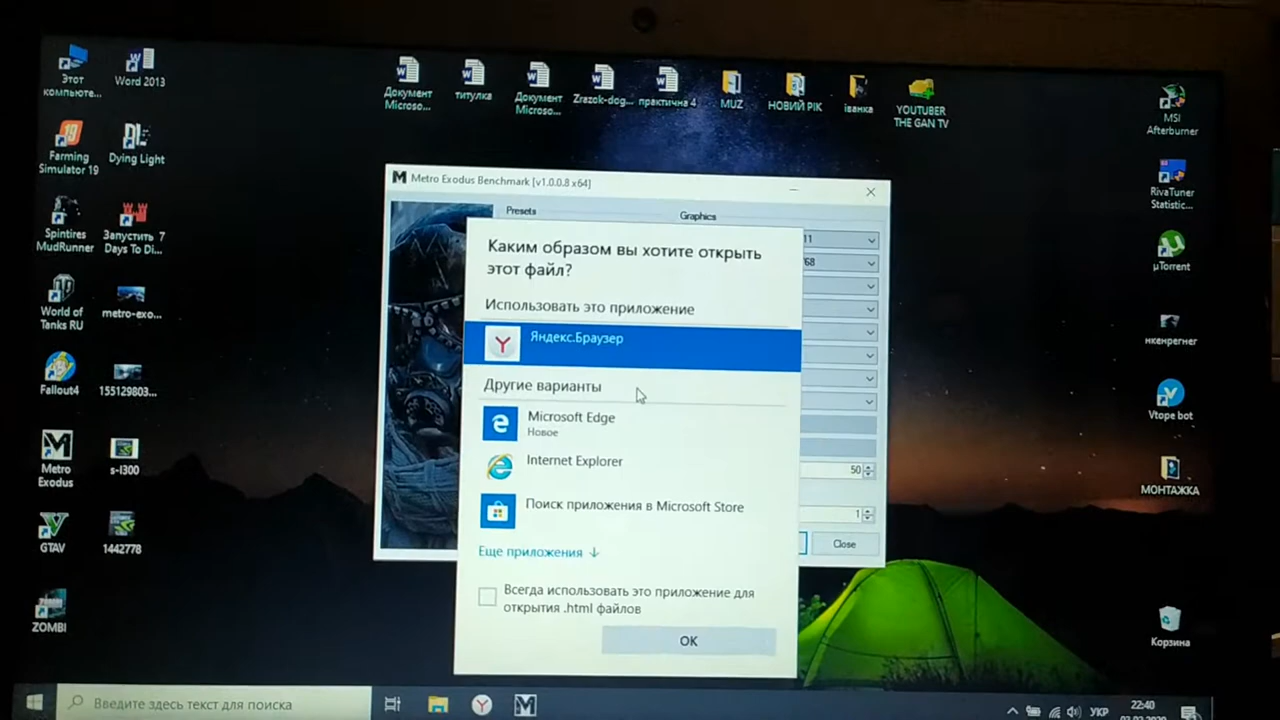 Этот
компьюте...
Word 2013
Документ
Microso...
титулка
Документ
Microso...
Zrazok-dog...
практична 4
MUZ
НОВИЙ РІК
іванка
YOUTUBER
THE GAN TV
MSI
Afterburner
Farming
Simulator 19
Dying Light
Metro Exodus Benchmark [v1.0.0.8 x64]
RivaTuner
Statistic...
Spintires
MudRunner
Запустить 7
Days To Di...
Presets
Graphics
11
68
Каким образом вы хотите открыть
этот файл?
µTorrent
World of
Tanks RU
metro-exo...
Использовать это приложение
Яндекс.Браузер
нкенрегнег
Fallout4
155129803...
Другие варианты
Microsoft Edge
Новое
Vtope bot
Metro
Exodus
s-l300
Internet Explorer
50
МОНТАЖКА
Поиск приложения в Microsoft Store
1
GTAV
1442778
Еще приложения
Close
Всегда использовать это приложение для
открытия .html файлов
ZOMBI
OK
Корзина
Введите здесь текст для поиска
УКР
22:40